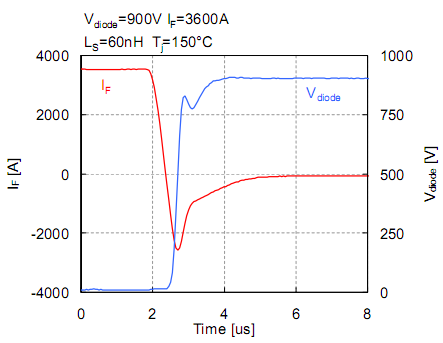 Vdiode=900V IF=3600A
LS=60nH Tj=150°C
4000
2000
0
-2000
-4000
IF [A]
IF
Vdiode
1000
750
500
250
0
Vdiode [V]
0 2 4 6 8
Time [us]